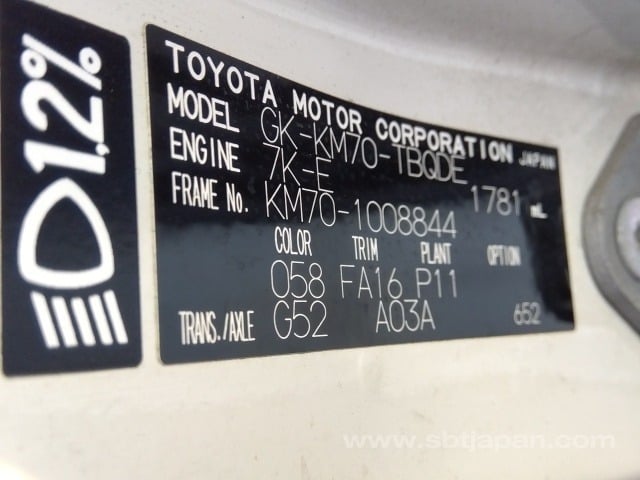 1.2%
TOYOTA MOTOR CORPORATION JAPAN
MODEL GK-KM70-TBQDE
ENGINE 7K-E 1781 mL
FRAME No. KM70-1008844
COLOR TRIM PLANT OPTION
058 FA16 P11
TRANS./AXLE G52 A03A 652
www.sbtjapan.com